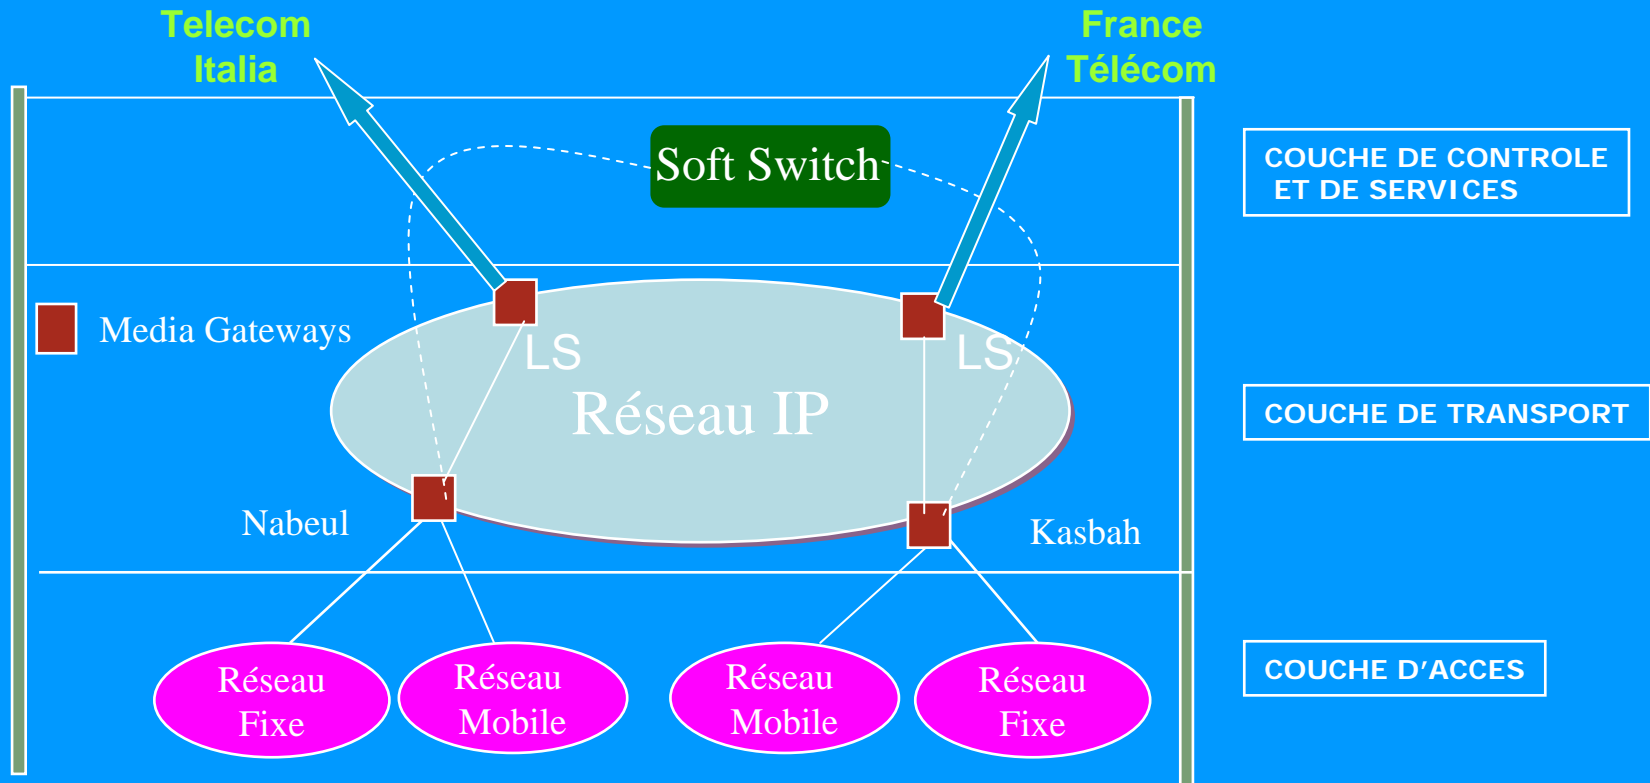 Telecom
Italia
France
Télécom
Soft Switch
COUCHE DE CONTROLE
ET DE SERVICES
Media Gateways
LS
LS
Réseau IP
COUCHE DE TRANSPORT
Nabeul
Kasbah
Réseau
Fixe
Réseau
Mobile
Réseau
Mobile
Réseau
Fixe
COUCHE D’ACCES